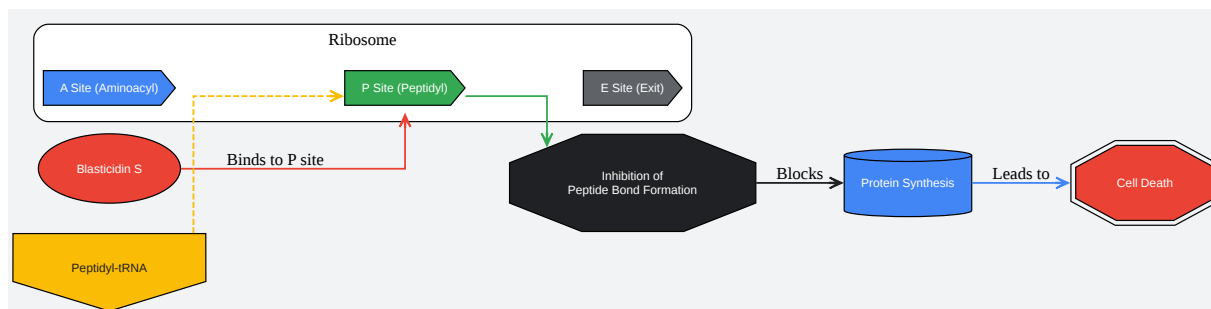 Ribosome
A Site (Aminoacyl)
P Site (Peptidyl)
E Site (Exit)
Blasticidin S
Binds to P site
Inhibition of
Peptide Bond Formation
Blocks
Protein Synthesis
Leads to
Cell Death
Peptidyl-tRNA